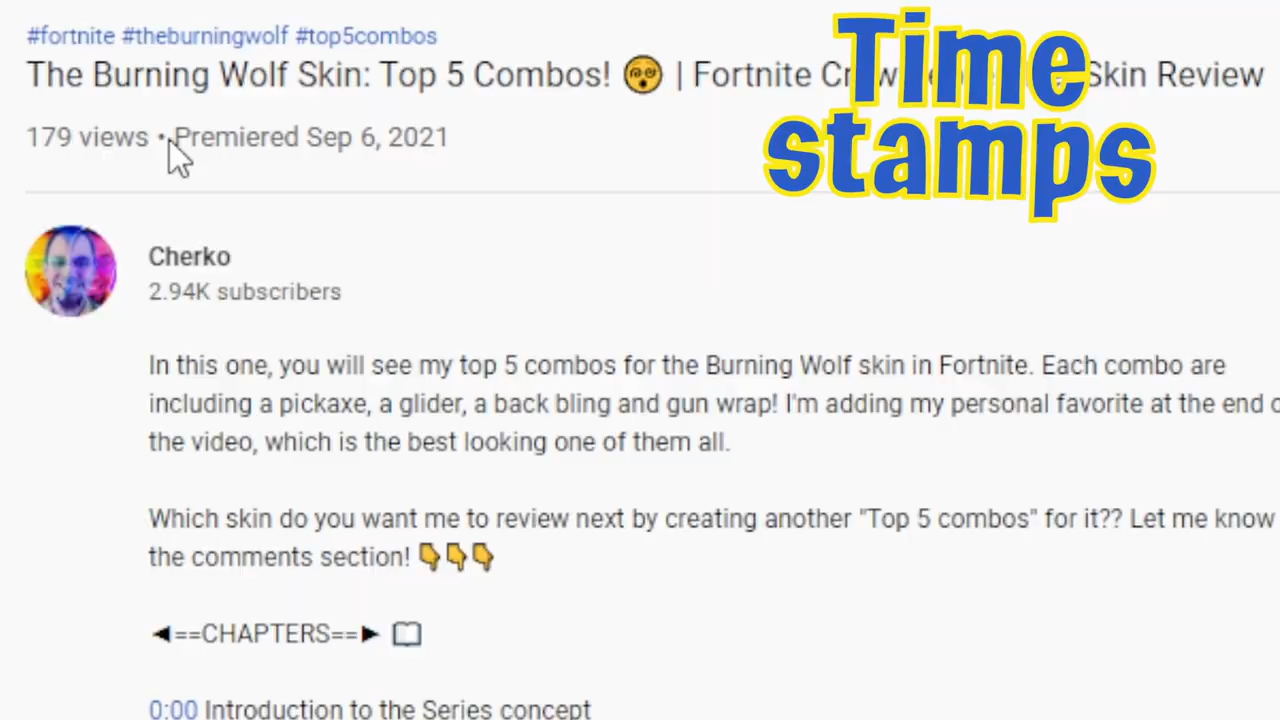 #fortnite #theburningwolf #top5combos
The Burning Wolf Skin: Top 5 Combos! 😵 | Fortnite Skin Review
179 views • Premiered Sep 6, 2021
Time
stamps
Cherko
2.94K subscribers
In this one, you will see my top 5 combos for the Burning Wolf skin in Fortnite. Each combo are
including a pickaxe, a glider, a back bling and gun wrap! I'm adding my personal favorite at the end
the video, which is the best looking one of them all.
Which skin do you want me to review next by creating another "Top 5 combos" for it?? Let me know
the comments section! 👇👇👇
◄==CHAPTERS==► 📖
0:00 Introduction to the Series concept